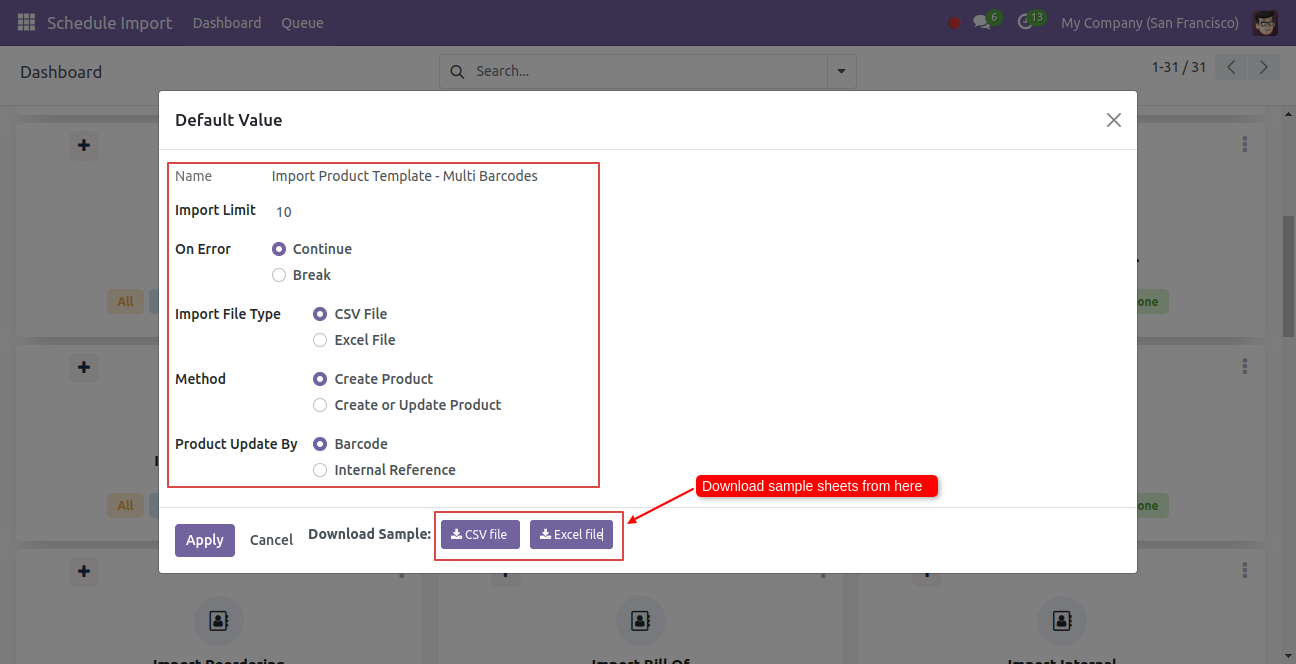 Schedule Import Dashboard Queue 6 13 My Company (San Francisco)
Dashboard Search... 1-31 / 31
Default Value
Name Import Product Template - Multi Barcodes
Import Limit 10
On Error Continue
Break
All
Import File Type CSV File
Excel File
Method Create Product
Create or Update Product
Product Update By Barcode
Internal Reference
Download sample sheets from here
All
Apply Cancel Download Sample: CSV file Excel file
Import Reordering Import Bill Of Import Internal